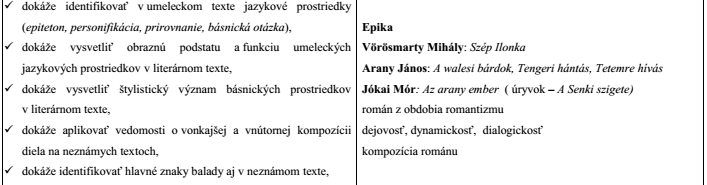 ✓ dokáže identifikovať v umeleckom texte jazykové prostriedky
(epiteton, personifikácia, prirovnanie, básnická otázka),
✓ dokáže vysvetliť obraznú podstatu a funkciu umeleckých
jazykových prostriedkov v literárnom texte,
✓ dokáže vysvetliť štylistický význam básnických prostriedkov
v literárnom texte,
✓ dokáže aplikovať vedomosti o vonkajšej a vnútornej kompozícii
diela na neznámych textoch,
✓ dokáže identifikovať hlavné znaky balady aj v neznámom texte,
Epika
Vörösmarty Mihály: Szép Ilonka
Arany János: A walesi bárdok, Tengeri hántás, Tetemre hívás
Jókai Mór: Az arany ember ( úryvok – A Senki szigete)
román z obdobia romantizmu
dejovosť, dynamickosť, dialogickosť
kompozícia románu